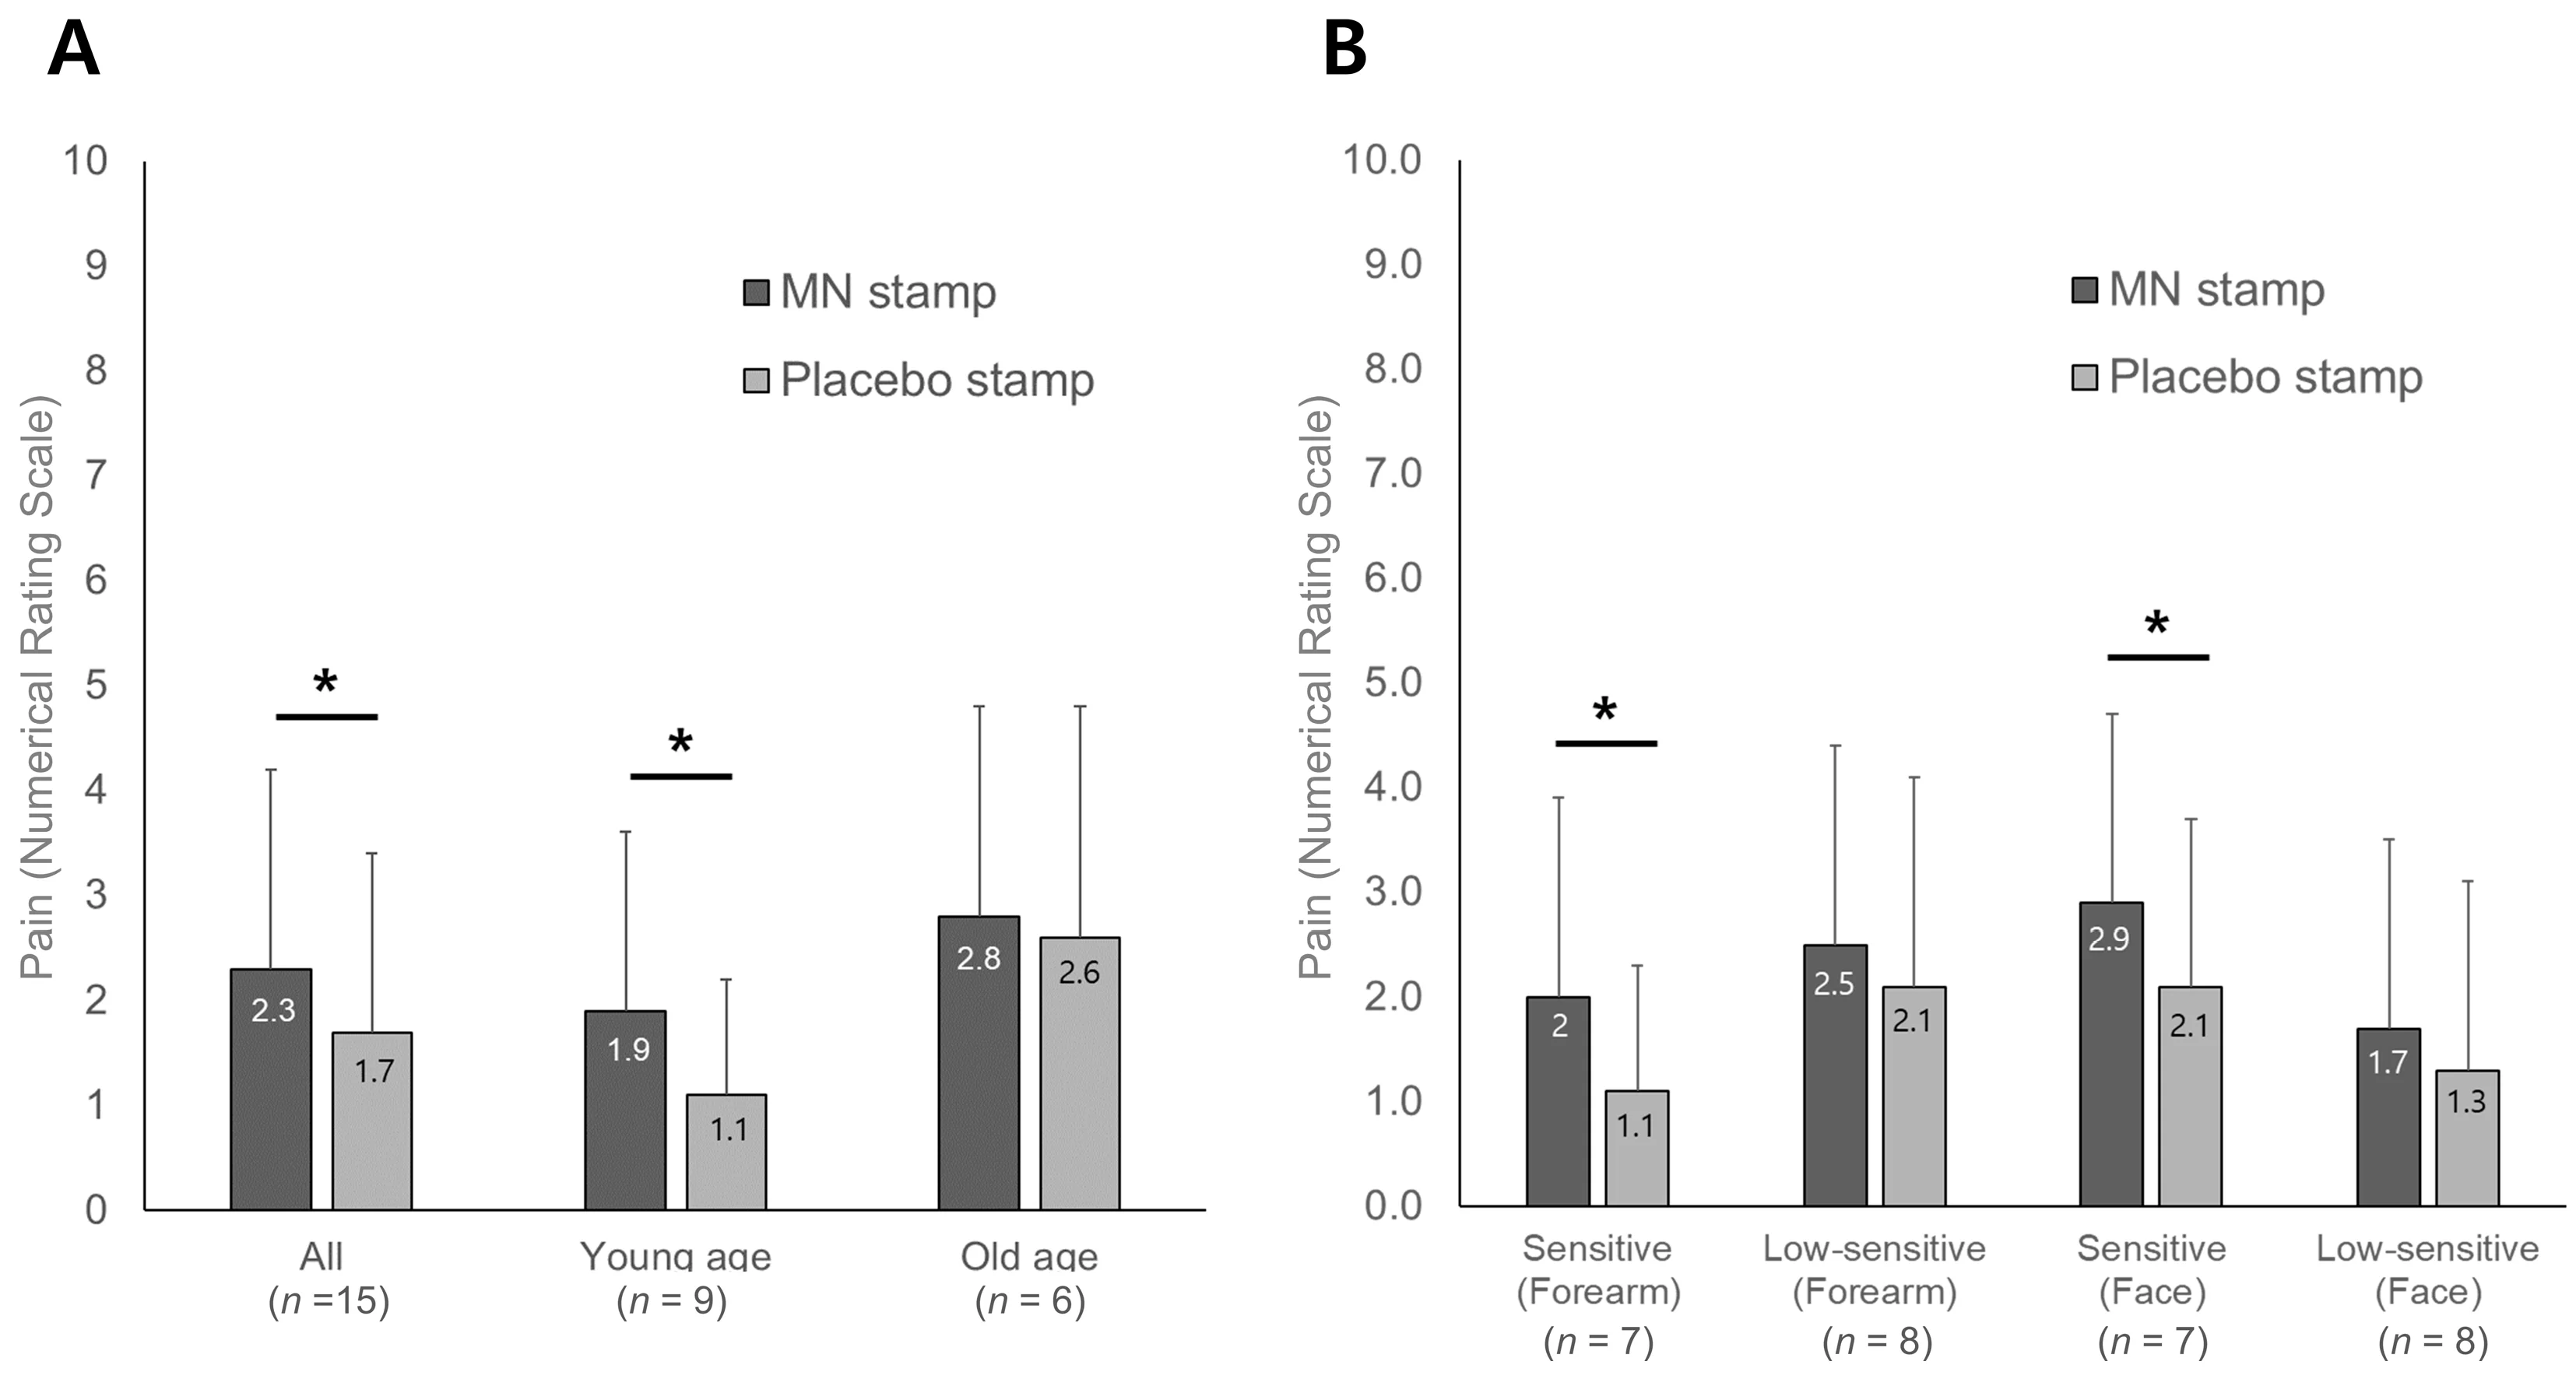 A
Pain (Numerical Rating Scale)
10
9
8
7
6
5
4
3
2
1
0
MN stamp
Placebo stamp
*
*
2.3
1.7
1.9
1.1
2.8
2.6
All
(n =15)
Young age
(n = 9)
Old age
(n = 6)
B
Pain (Numerical Rating Scale)
10.0
9.0
8.0
7.0
6.0
5.0
4.0
3.0
2.0
1.0
0.0
MN stamp
Placebo stamp
*
*
2
1.1
2.5
2.1
2.9
2.1
1.7
1.3
Sensitive
(Forearm)
(n = 7)
Low-sensitive
(Forearm)
(n = 8)
Sensitive
(Face)
(n = 7)
Low-sensitive
(Face)
(n = 8)